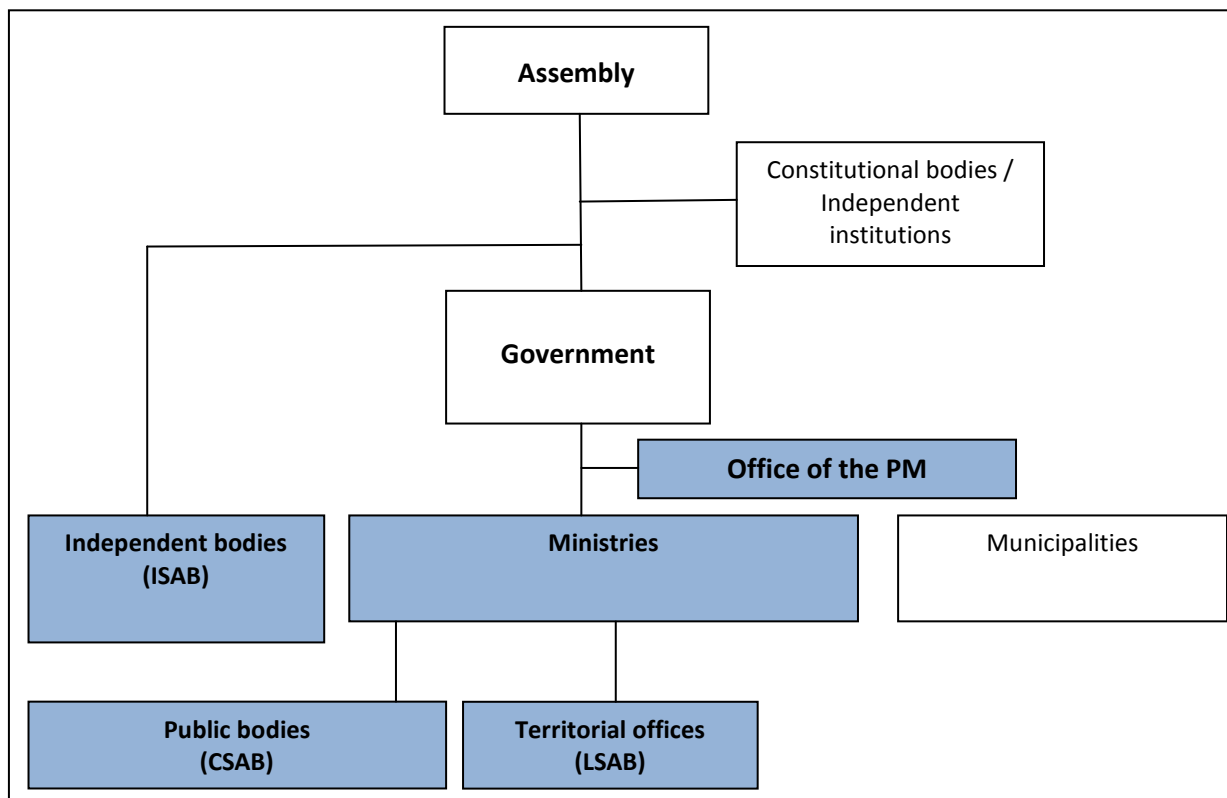 Assembly
Constitutional bodies /
Independent
institutions
Government
Office of the PM
Independent bodies
(ISAB)
Ministries
Municipalities
Public bodies
(CSAB)
Territorial offices
(LSAB)